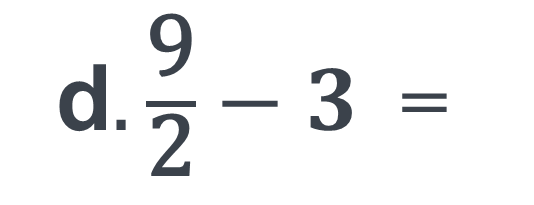 d. 9/2 − 3 =